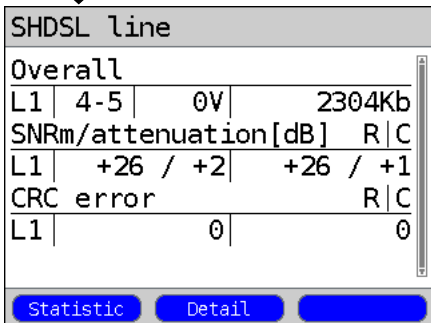 SHDSL line
Overall
L1| 4-5| 0V| 2304Kb
SNRm/attenuation[dB] R|C
L1| +26 / +2| +26 / +1
CRC error R|C
L1| 0| 0
Statistic Detail